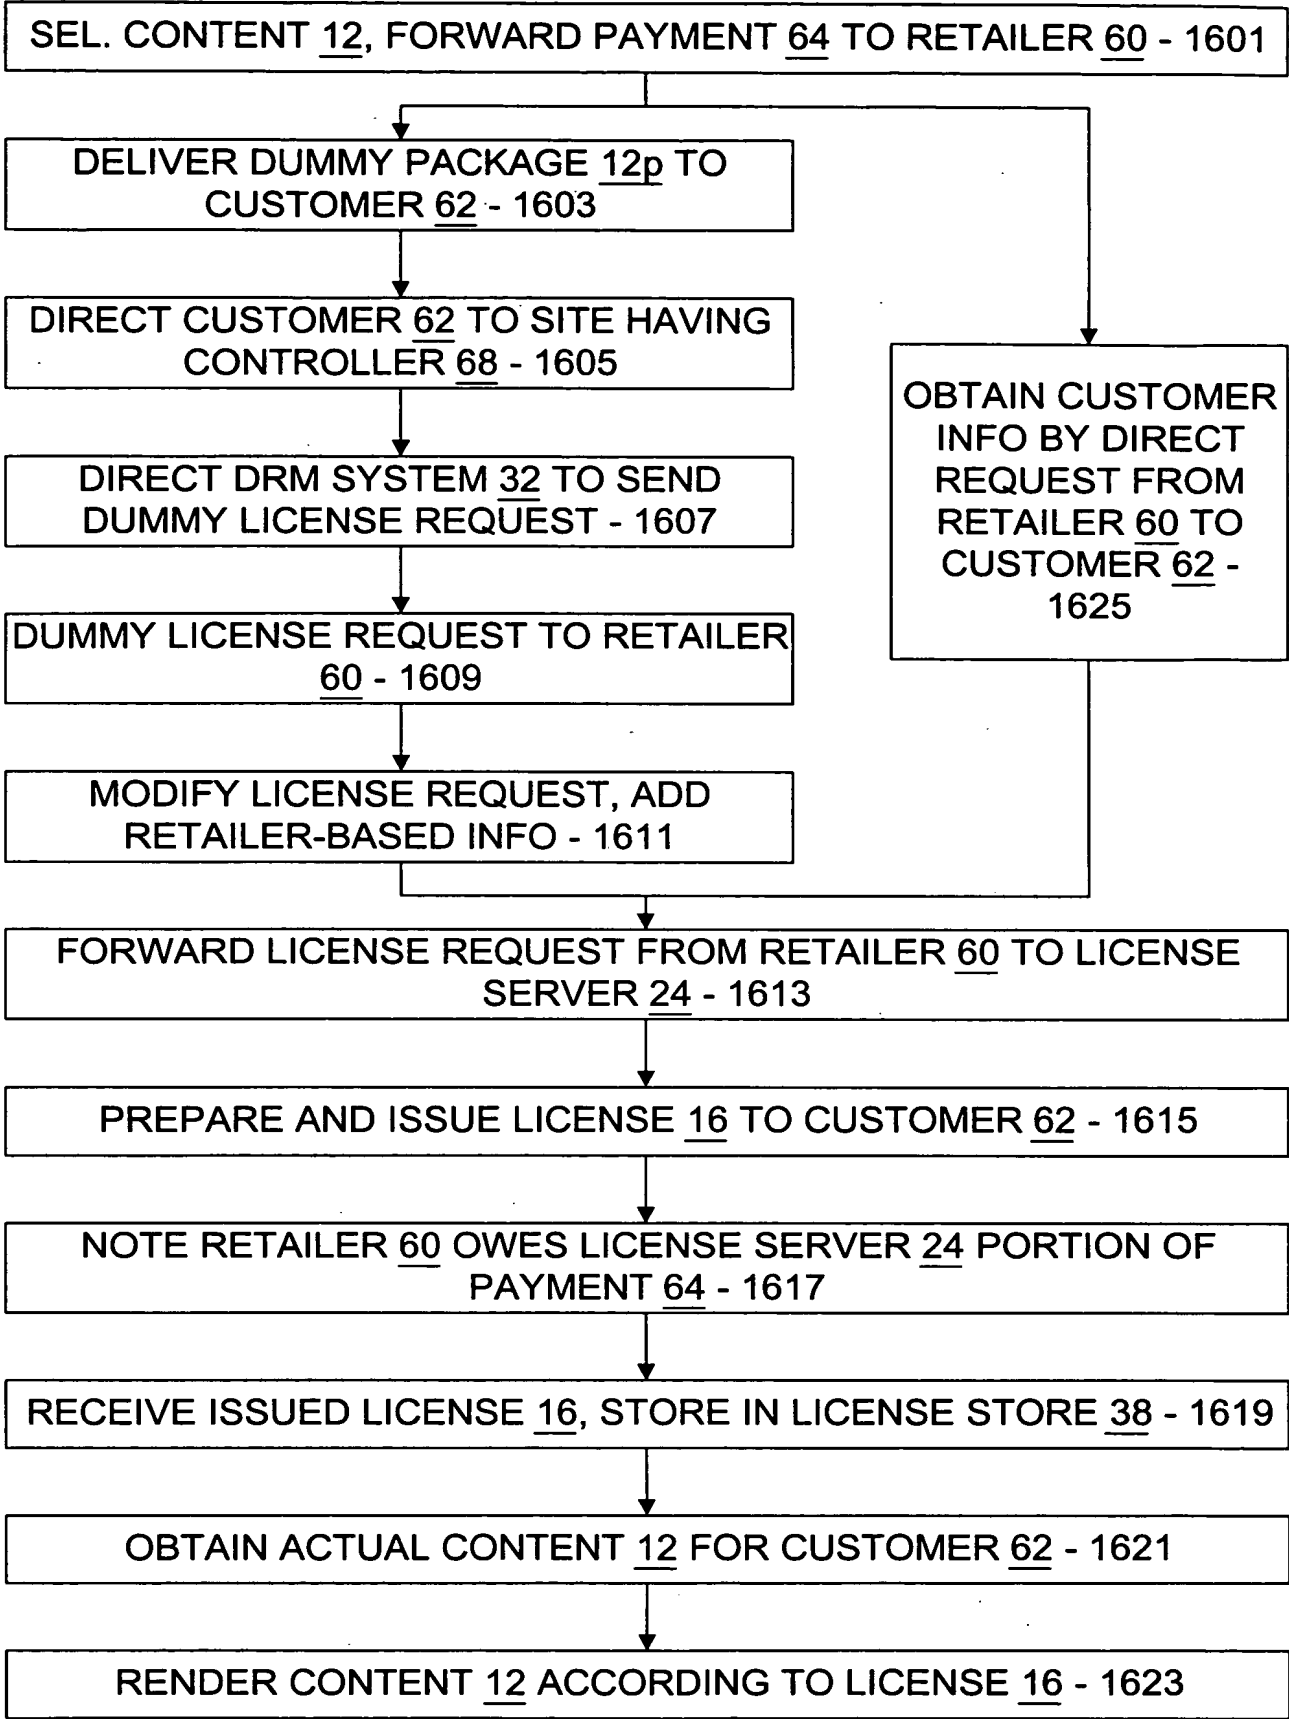 SEL. CONTENT 12, FORWARD PAYMENT 64 TO RETAILER 60 - 1601
DELIVER DUMMY PACKAGE 12p TO
CUSTOMER 62 - 1603
DIRECT CUSTOMER 62 TO SITE HAVING
CONTROLLER 68 - 1605
DIRECT DRM SYSTEM 32 TO SEND
DUMMY LICENSE REQUEST - 1607
DUMMY LICENSE REQUEST TO RETAILER
60 - 1609
MODIFY LICENSE REQUEST, ADD
RETAILER-BASED INFO - 1611
OBTAIN CUSTOMER
INFO BY DIRECT
REQUEST FROM
RETAILER 60 TO
CUSTOMER 62 -
1625
FORWARD LICENSE REQUEST FROM RETAILER 60 TO LICENSE
SERVER 24 - 1613
PREPARE AND ISSUE LICENSE 16 TO CUSTOMER 62 - 1615
NOTE RETAILER 60 OWES LICENSE SERVER 24 PORTION OF
PAYMENT 64 - 1617
RECEIVE ISSUED LICENSE 16, STORE IN LICENSE STORE 38 - 1619
OBTAIN ACTUAL CONTENT 12 FOR CUSTOMER 62 - 1621
RENDER CONTENT 12 ACCORDING TO LICENSE 16 - 1623